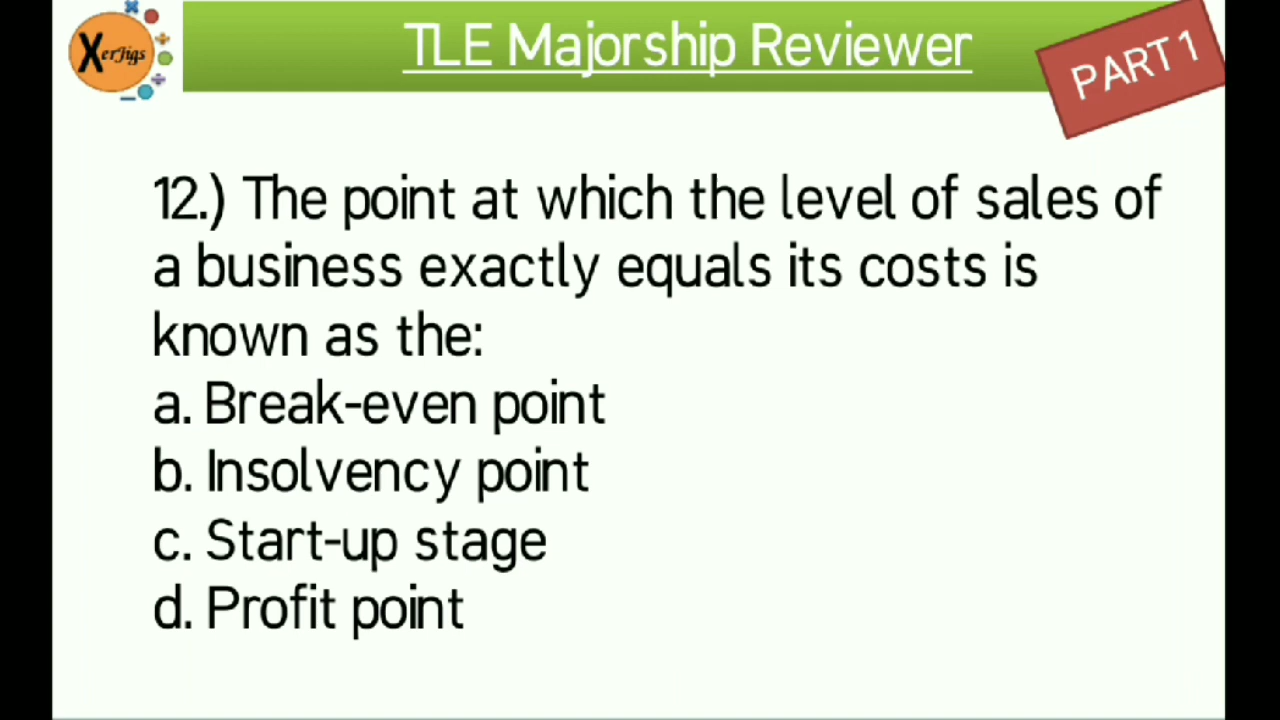 XerJigs
TLE Majorship Reviewer
PART 1
12.) The point at which the level of sales of
a business exactly equals its costs is
known as the:
a. Break-even point
b. Insolvency point
c. Start-up stage
d. Profit point